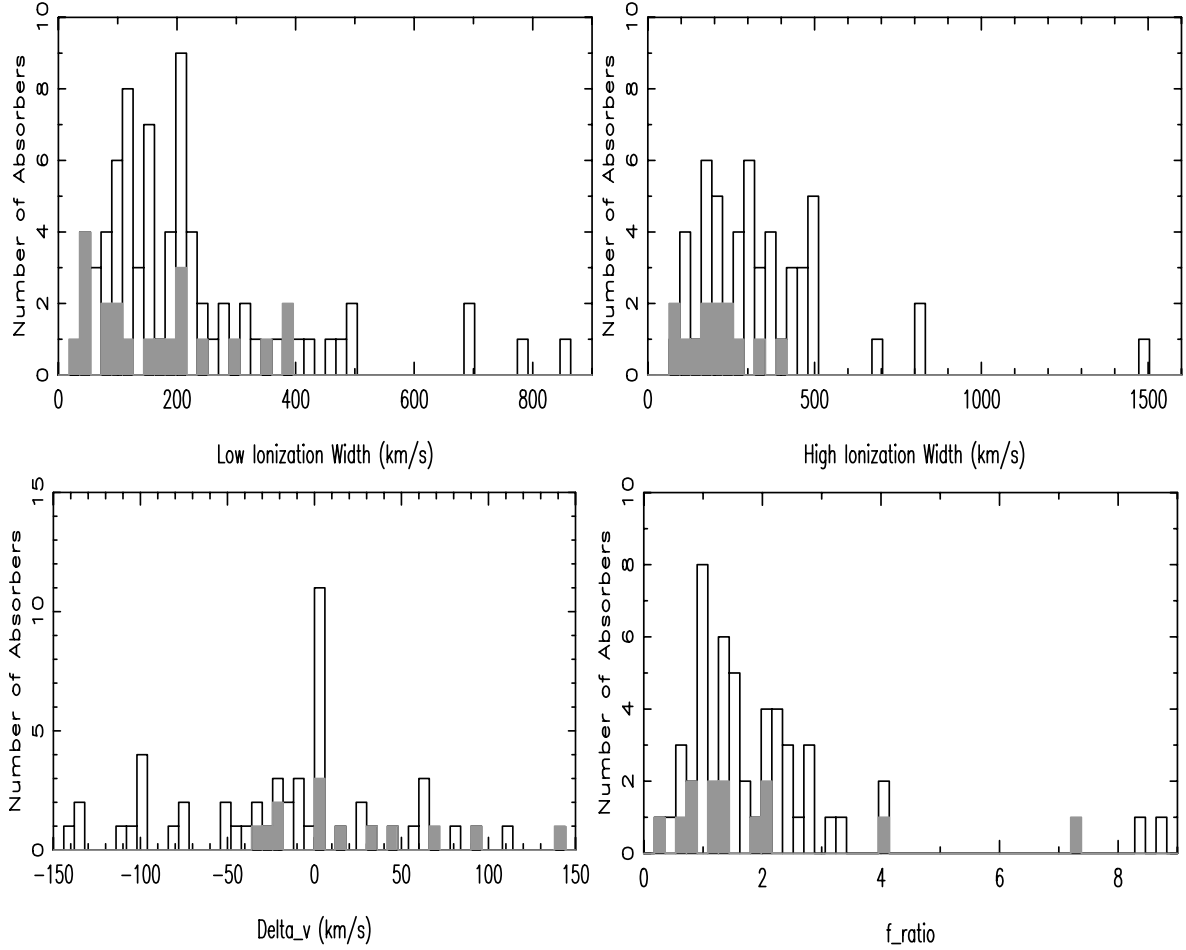 Number of Absorbers
10
8
6
4
2
0
0 200 400 600 800
Low Ionization Width (km/s)
Number of Absorbers
10
8
6
4
2
0
0 500 1000 1500
High Ionization Width (km/s)
Number of Absorbers
15
10
5
0
-150 -100 -50 0 50 100 150
Delta_v (km/s)
Number of Absorbers
10
8
6
4
2
0
0 2 4 6 8
f_ratio